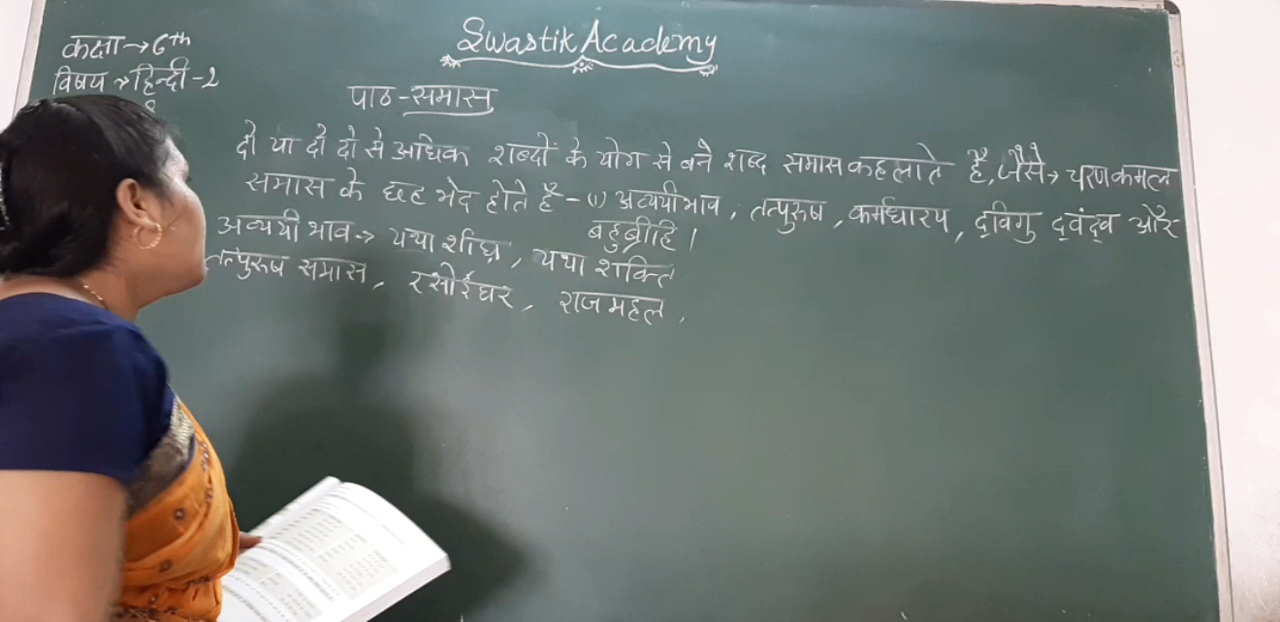 Swastik Academy
कक्षा → 6th
विषय → हिन्दी - 2
पाठ - समास
दो या दो दो से अधिक शब्दों के योग से बने शब्द समास कहलाते हैं, जैसे → चरणकमल
समास के छह भेद होते हैं - (1) अव्ययी भाव, तत्पुरुष, कर्मधारय, द्विगु द्वंद्व और
बहुब्रीहि।
अव्ययी भाव → यथा शीघ्र, यथा शक्ति
तत्पुरुष समास, रसोईघर, राजमहल,